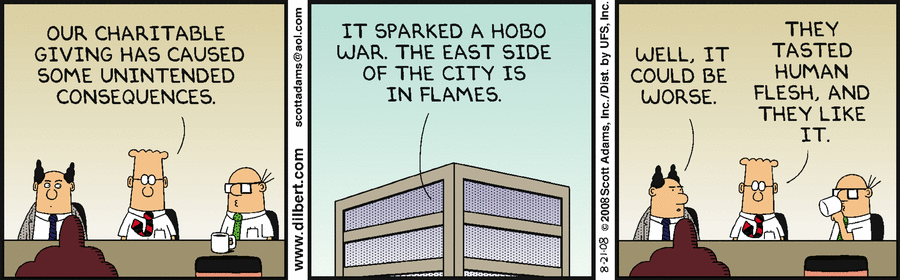 OUR CHARITABLE
GIVING HAS CAUSED
SOME UNINTENDED
CONSEQUENCES.
www.dilbert.com scottadams@aol.com
IT SPARKED A HOBO
WAR. THE EAST SIDE
OF THE CITY IS
IN FLAMES.
8-21-08 ©2008 Scott Adams, Inc./Dist. by UFS, Inc.
WELL, IT
COULD BE
WORSE.
THEY
TASTED
HUMAN
FLESH, AND
THEY LIKE
IT.